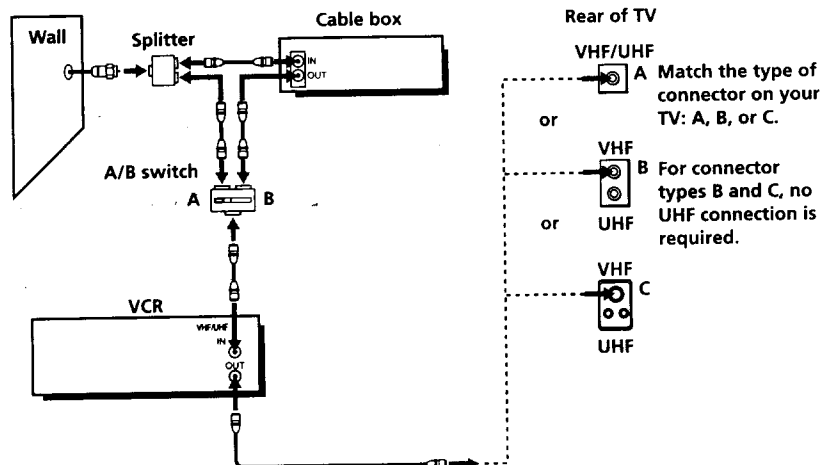 Wall
Splitter
Cable box
IN
OUT
A/B switch
A
B
VCR
VHF/UHF
IN
OUT
Rear of TV
VHF/UHF
A
Match the type of
connector on your
TV: A, B, or C.
or
VHF
B
For connector
types B and C, no
UHF connection is
required.
UHF
or
VHF
C
UHF